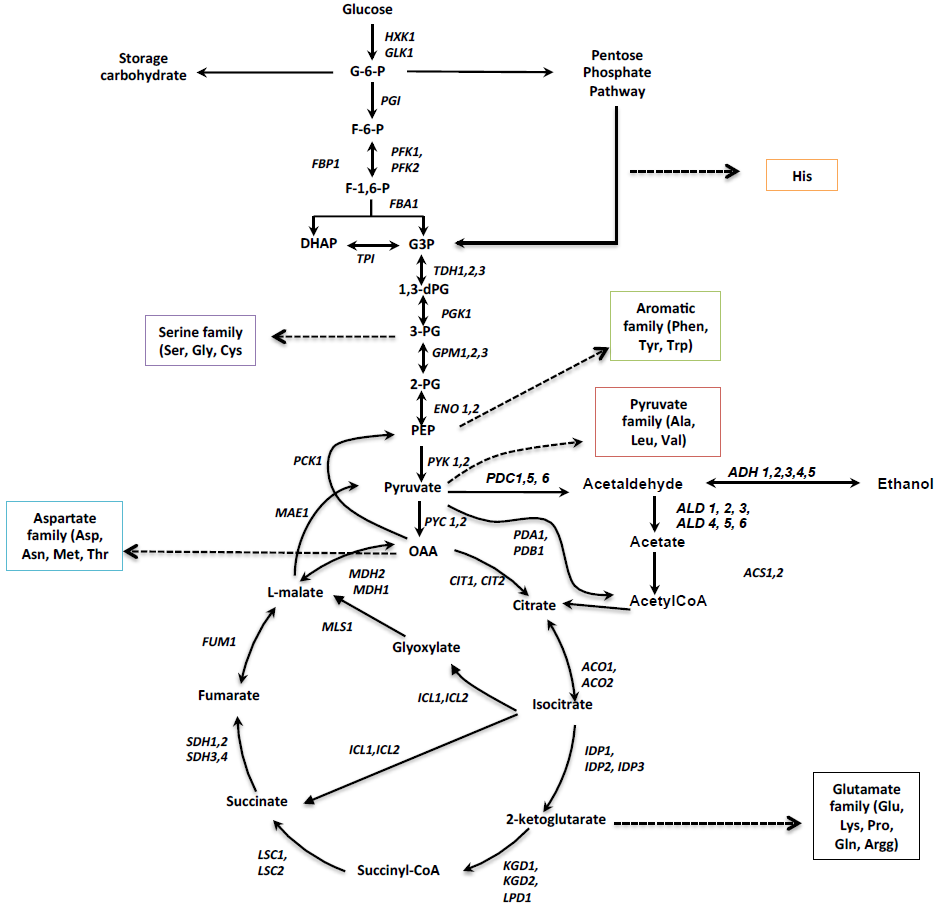 Glucose
HXK1
GLK1
Storage
carbohydrate
G-6-P
Pentose
Phosphate
Pathway
PGI
F-6-P
FBP1
PFK1,
PFK2
His
F-1,6-P
FBA1
DHAP
G3P
TPI
TDH1,2,3
1,3-dPG
PGK1
Serine family
(Ser, Gly, Cys
3-PG
GPM1,2,3
Aromatic
family (Phen,
Tyr, Trp)
2-PG
ENO 1,2
PEP
Pyruvate
family (Ala,
Leu, Val)
PCK1
PYK 1,2
Pyruvate
PDC1,5, 6
Acetaldehyde
ADH 1,2,3,4,5
Ethanol
MAE1
PYC 1,2
ALD 1, 2, 3,
ALD 4, 5, 6
Aspartate
family (Asp,
Asn, Met, Thr
OAA
PDA1,
PDB1
Acetate
MDH2
MDH1
CIT1, CIT2
ACS1,2
L-malate
Citrate
AcetylCoA
MLS1
FUM1
Glyoxylate
ACO1,
ACO2
Fumarate
ICL1,ICL2
Isocitrate
SDH1,2
SDH3,4
ICL1,ICL2
IDP1,
IDP2, IDP3
Succinate
2-ketoglutarate
Glutamate
family (Glu,
Lys, Pro,
Gln, Argg)
LSC1,
LSC2
Succinyl-CoA
KGD1,
KGD2,
LPD1